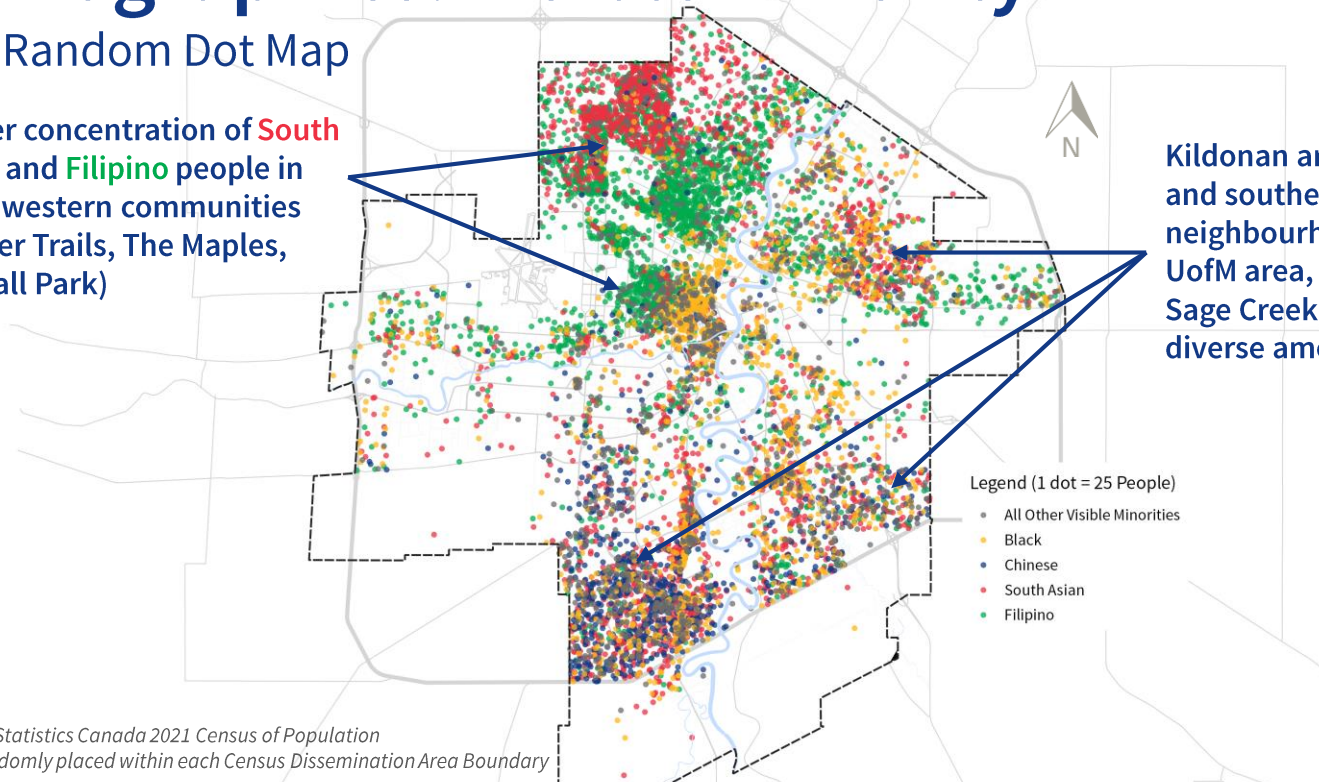 Random Dot Map
er concentration of South
and Filipino people in
western communities
er Trails, The Maples,
all Park)
N
Kildonan ar
and southe
neighbourh
UofM area,
Sage Creek
diverse amo
Legend (1 dot = 25 People)
All Other Visible Minorities
Black
Chinese
South Asian
Filipino
Statistics Canada 2021 Census of Population
domly placed within each Census Dissemination Area Boundary